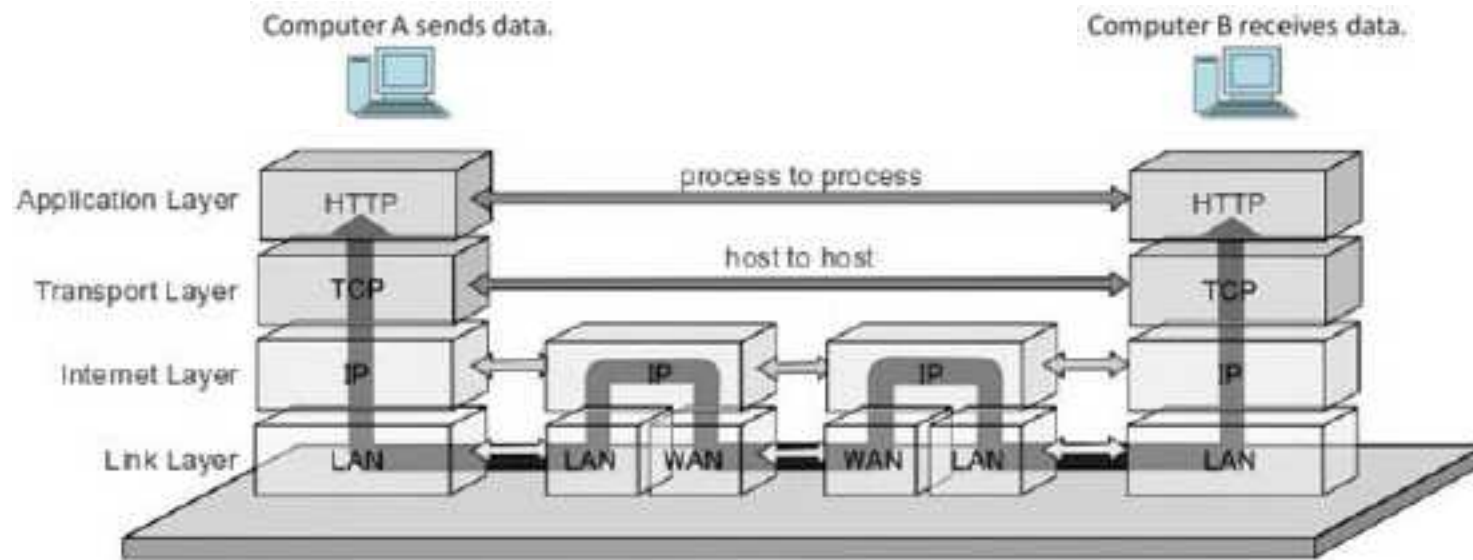 Computer A sends data.
Computer B receives data.
Application Layer
HTTP
process to process
HTTP
Transport Layer
TCP
host to host
TCP
Internet Layer
IP
IP
IP
IP
Link Layer
LAN
LAN
WAN
WAN
LAN
LAN